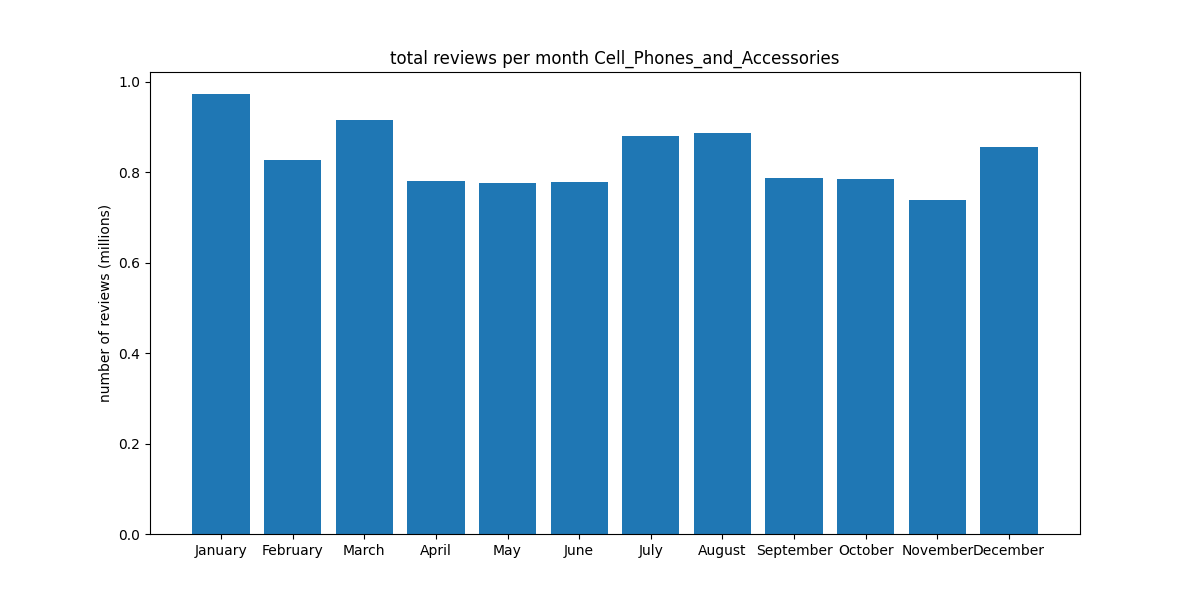 total reviews per month Cell_Phones_and_Accessories
number of reviews (millions)
1.0
0.8
0.6
0.4
0.2
0.0
January February March April May June July August September October November December